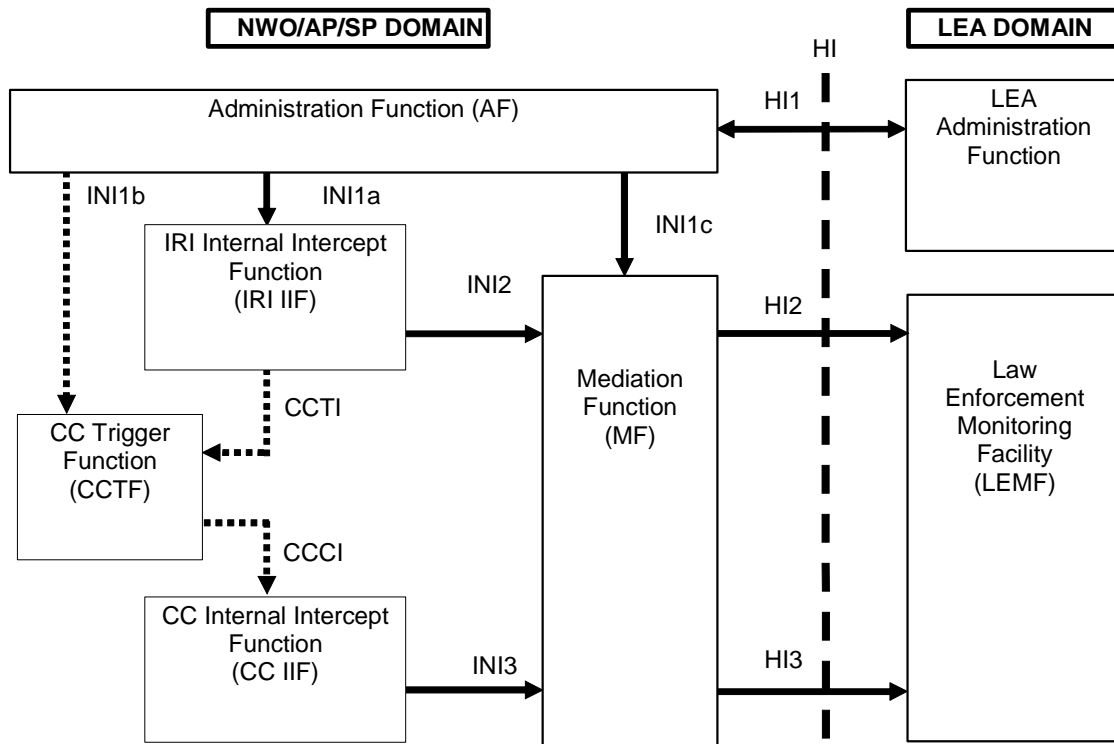 NWO/AP/SP DOMAIN
LEA DOMAIN
HI
Administration Function (AF)
HI1
LEA
Administration
Function
INI1b
INI1a
INI1c
IRI Internal Intercept
Function
(IRI IIF)
INI2
HI2
Mediation
Function
(MF)
Law
Enforcement
Monitoring
Facility
(LEMF)
CCTI
CC Trigger
Function
(CCTF)
CCCI
CC Internal Intercept
Function
(CC IIF)
INI3
HI3